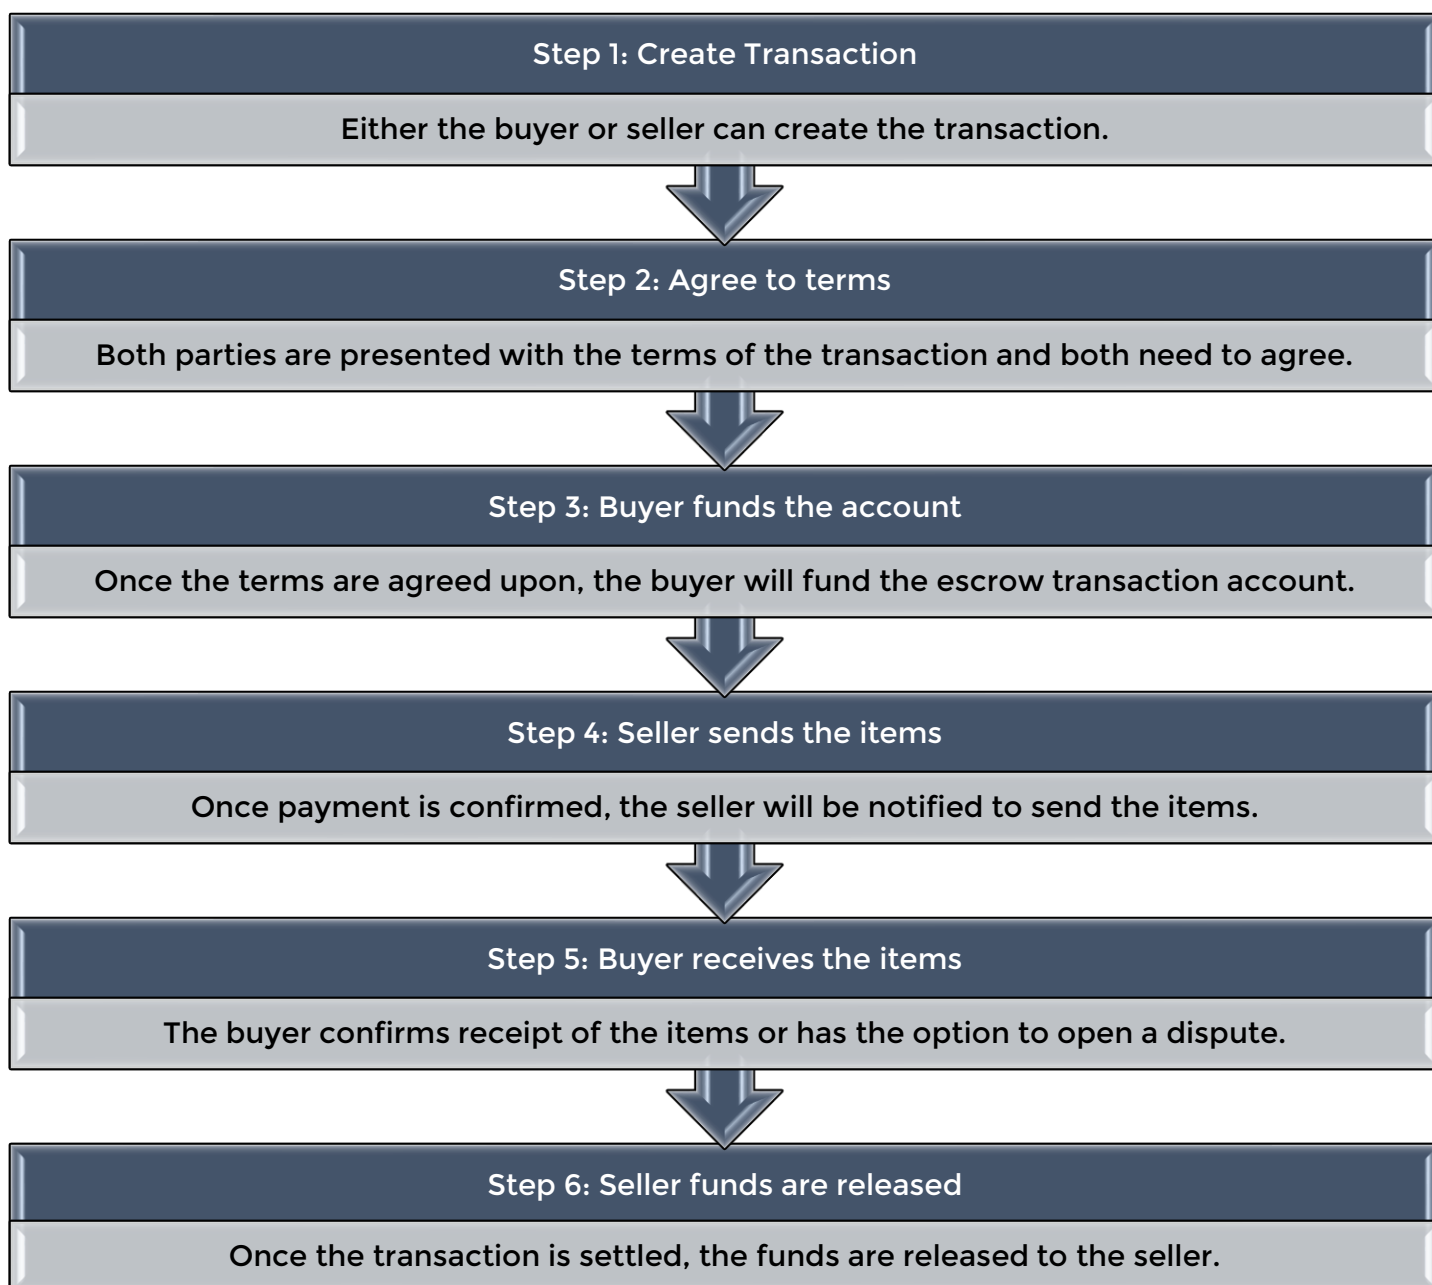 Step 1: Create Transaction
Either the buyer or seller can create the transaction.
Step 2: Agree to terms
Both parties are presented with the terms of the transaction and both need to agree.
Step 3: Buyer funds the account
Once the terms are agreed upon, the buyer will fund the escrow transaction account.
Step 4: Seller sends the items
Once payment is confirmed, the seller will be notified to send the items.
Step 5: Buyer receives the items
The buyer confirms receipt of the items or has the option to open a dispute.
Step 6: Seller funds are released
Once the transaction is settled, the funds are released to the seller.